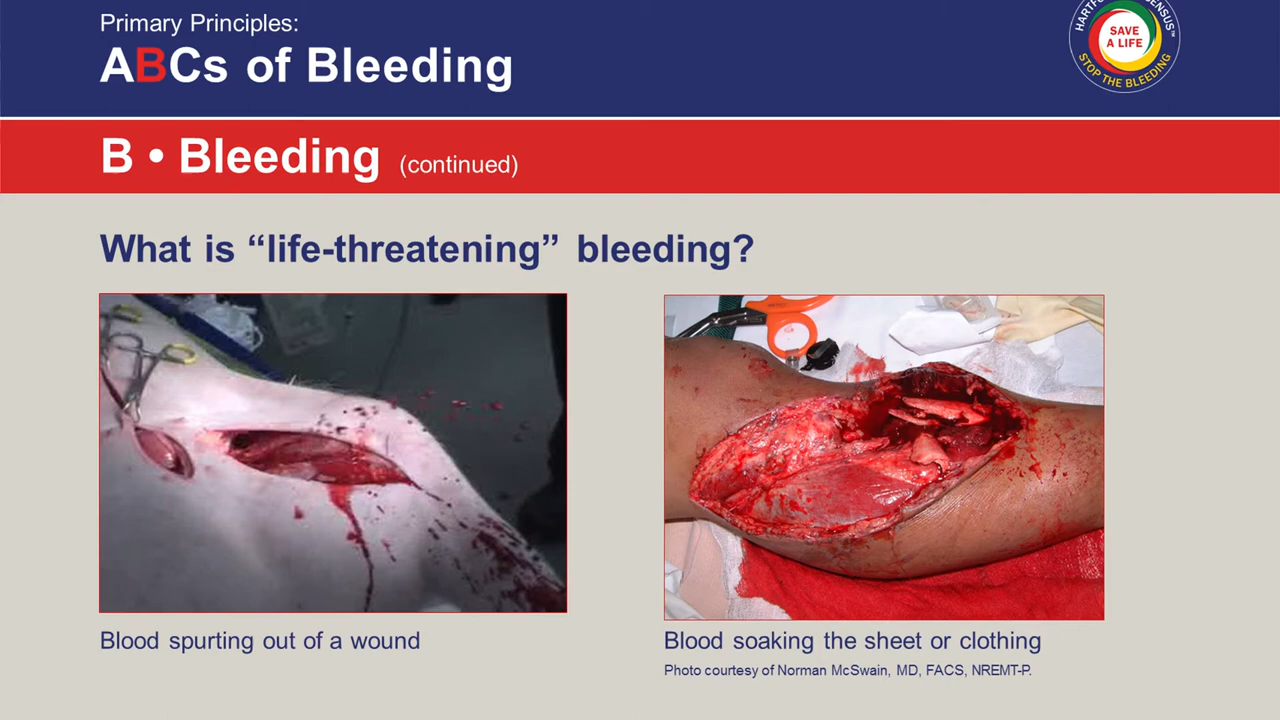 Primary Principles:
ABCs of Bleeding
SAVE
A LIFE
STOP THE BLEEDING
B • Bleeding (continued)
What is “life-threatening” bleeding?
Blood spurting out of a wound
Blood soaking the sheet or clothing
Photo courtesy of Norman McSwain, MD, FACS, NREMT-P.